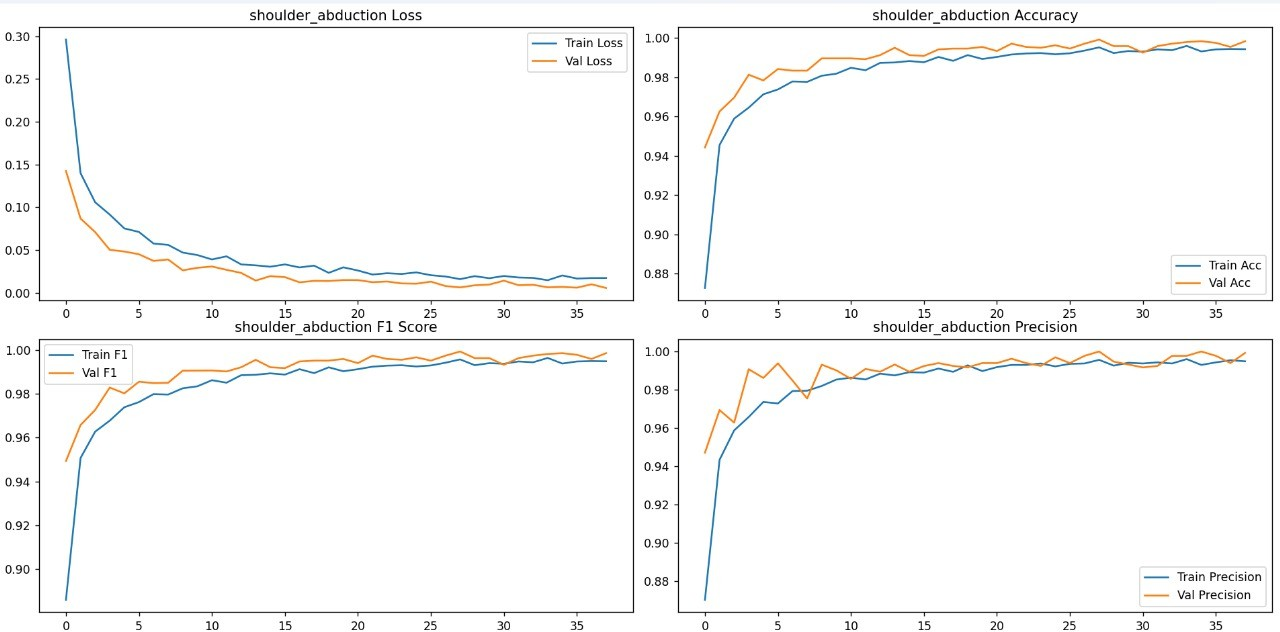 shoulder_abduction Loss
0.30
0.25
0.20
0.15
0.10
0.05
0.00
Train Loss
Val Loss
0 5 10 15 20 25 30 35
shoulder_abduction Accuracy
1.00
0.98
0.96
0.94
0.92
0.90
0.88
Train Acc
Val Acc
0 5 10 15 20 25 30 35
shoulder_abduction F1 Score
1.00
0.98
0.96
0.94
0.92
0.90
Train F1
Val F1
0 5 10 15 20 25 30 35
shoulder_abduction Precision
1.00
0.98
0.96
0.94
0.92
0.90
0.88
Train Precision
Val Precision
0 5 10 15 20 25 30 35